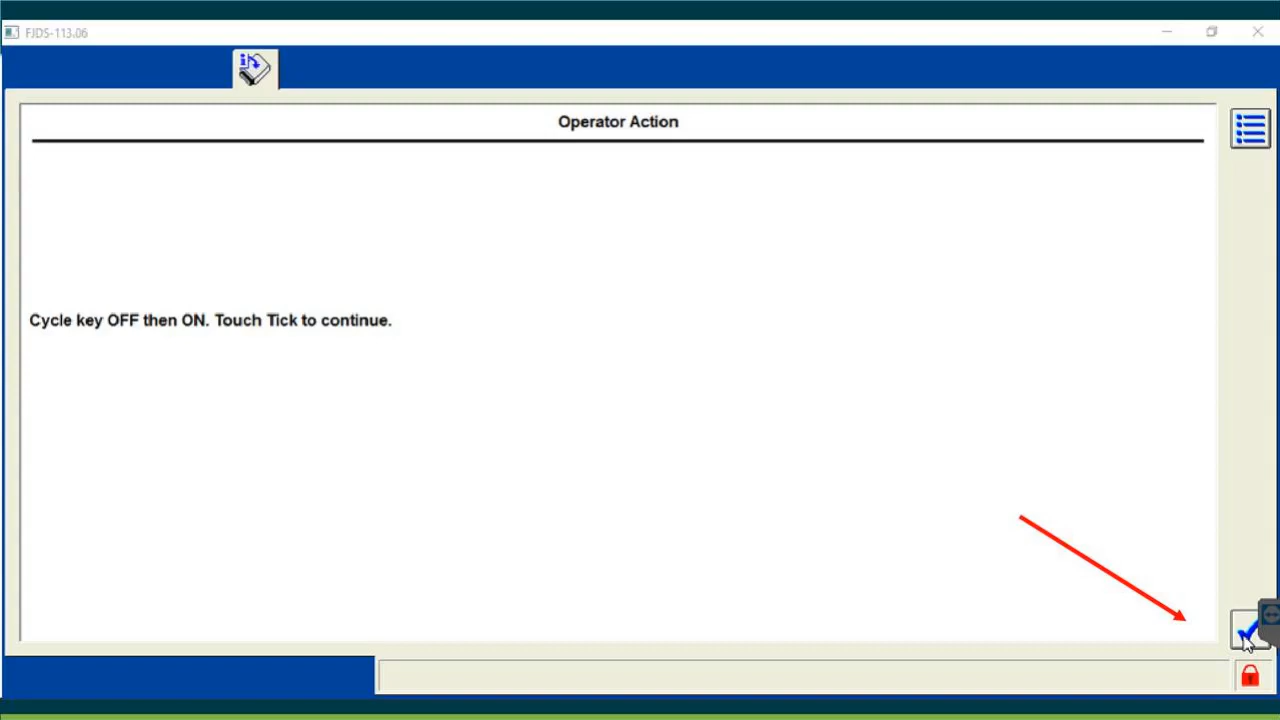 FJDS-113.06
Operator Action
Cycle key OFF then ON. Touch Tick to continue.